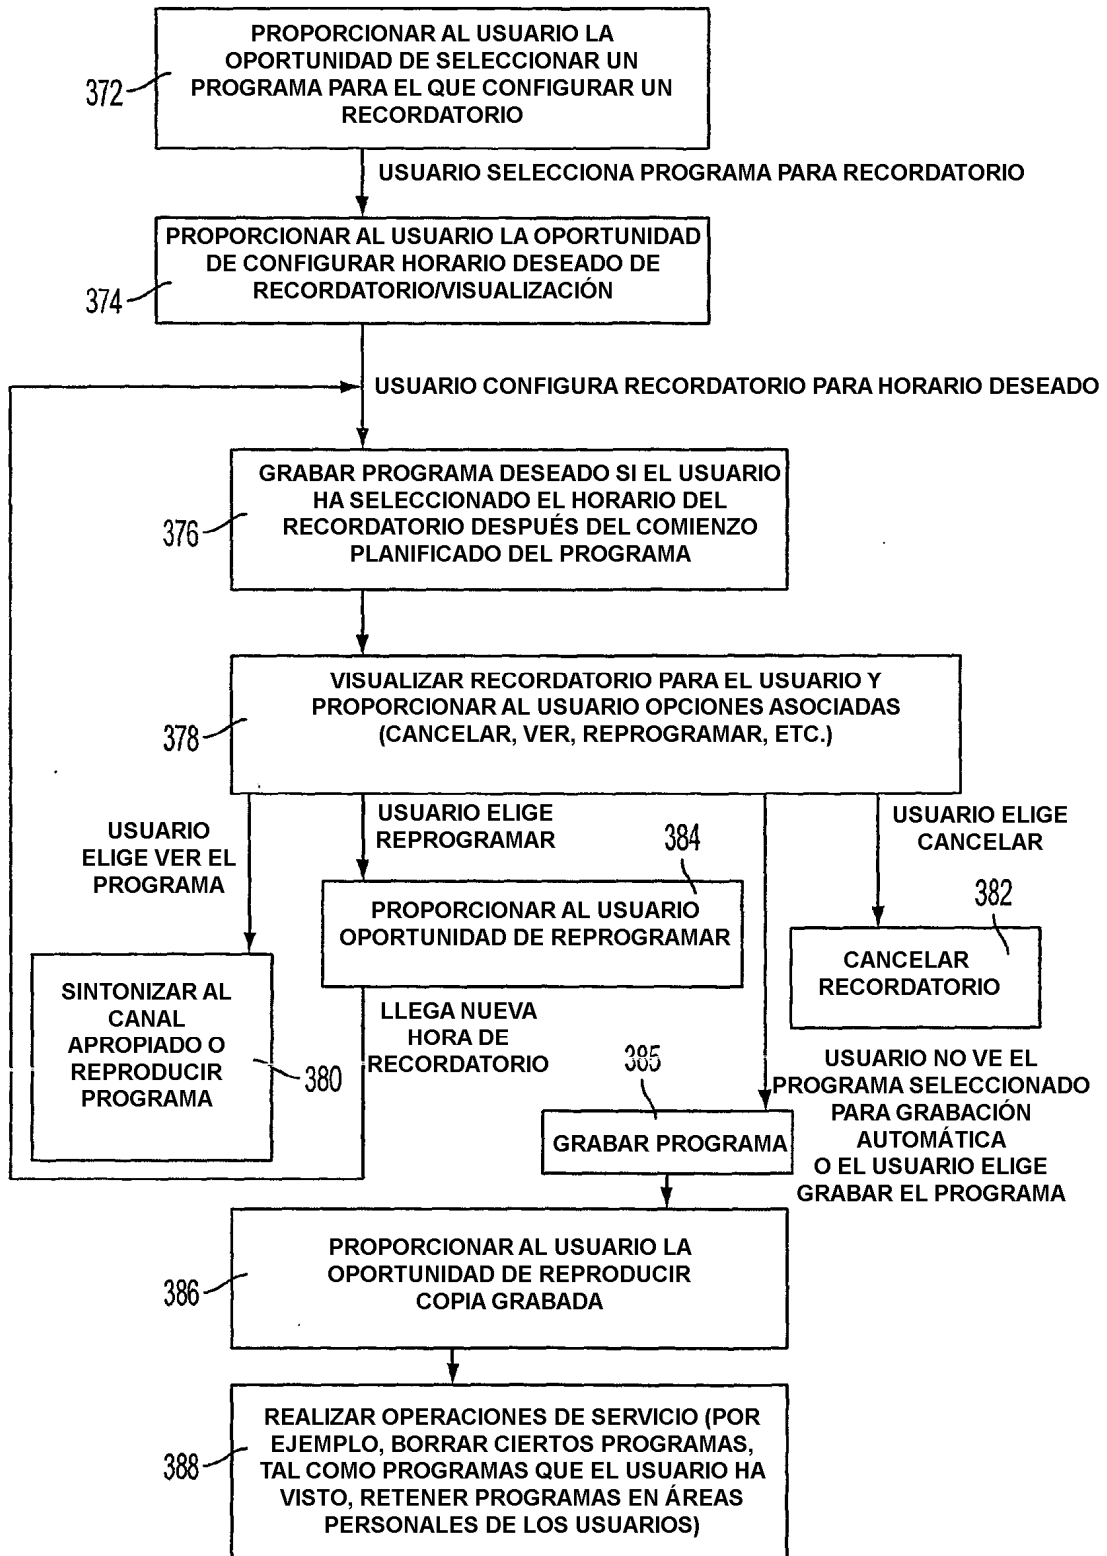 PROPORCIONAR AL USUARIO LA
OPORTUNIDAD DE SELECCIONAR UN
PROGRAMA PARA EL QUE CONFIGURAR UN
RECORDATORIO
372
USUARIO SELECCIONA PROGRAMA PARA RECORDATORIO
PROPORCIONAR AL USUARIO LA OPORTUNIDAD
DE CONFIGURAR HORARIO DESEADO DE
RECORDATORIO/VISUALIZACIÓN
374
USUARIO CONFIGURA RECORDATORIO PARA HORARIO DESEADO
GRABAR PROGRAMA DESEADO SI EL USUARIO
HA SELECCIONADO EL HORARIO DEL
RECORDATORIO DESPUÉS DEL COMIENZO
PLANIFICADO DEL PROGRAMA
376
VISUALIZAR RECORDATORIO PARA EL USUARIO Y
PROPORCIONAR AL USUARIO OPCIONES ASOCIADAS
(CANCELAR, VER, REPROGRAMAR, ETC.)
378
USUARIO
ELIGE VER EL
PROGRAMA
USUARIO ELIGE
REPROGRAMAR
384
USUARIO ELIGE
CANCELAR
382
PROPORCIONAR AL USUARIO
OPORTUNIDAD DE REPROGRAMAR
CANCELAR
RECORDATORIO
SINTONIZAR AL
CANAL
APROPIADO O
REPRODUCIR
PROGRAMA
380
LLEGA NUEVA
HORA DE
RECORDATORIO
385
USUARIO NO VE EL
PROGRAMA SELECCIONADO
PARA GRABACIÓN
AUTOMÁTICA
O EL USUARIO ELIGE
GRABAR EL PROGRAMA
GRABAR PROGRAMA
PROPORCIONAR AL USUARIO LA
OPORTUNIDAD DE REPRODUCIR
COPIA GRABADA
386
REALIZAR OPERACIONES DE SERVICIO (POR
EJEMPLO, BORRAR CIERTOS PROGRAMAS,
TAL COMO PROGRAMAS QUE EL USUARIO HA
VISTO, RETENER PROGRAMAS EN ÁREAS
PERSONALES DE LOS USUARIOS)
388